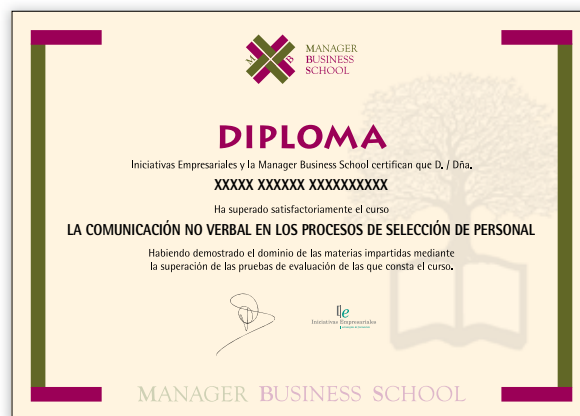 M B
MANAGER
BUSINESS
SCHOOL
DIPLOMA
Iniciativas Empresariales y la Manager Business School certifican que D. / Dña.
XXXXX XXXXXX XXXXXXXXXX
Ha superado satisfactoriamente el curso
LA COMUNICACIÓN NO VERBAL EN LOS PROCESOS DE SELECCIÓN DE PERSONAL
Habiendo demostrado el dominio de las materias impartidas mediante
la superación de las pruebas de evaluación de las que consta el curso.
Iniciativas Empresariales
MANAGER BUSINESS SCHOOL